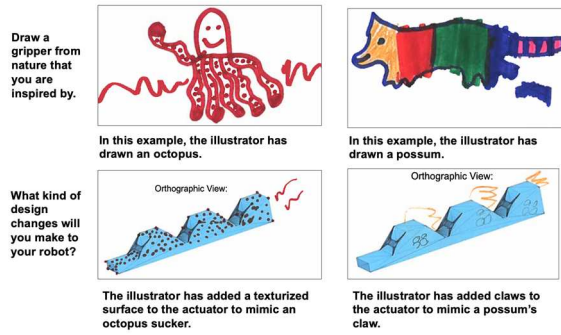 Draw a
gripper from
nature that
you are
inspired by.
In this example, the illustrator has
drawn an octopus.
In this example, the illustrator has
drawn a possum.
What kind of
design
changes will
you make to
your robot?
Orthographic View:
Orthographic View:
The illustrator has added a texturized
surface to the actuator to mimic an
octopus sucker.
The illustrator has added claws to
the actuator to mimic a possum's
claw.